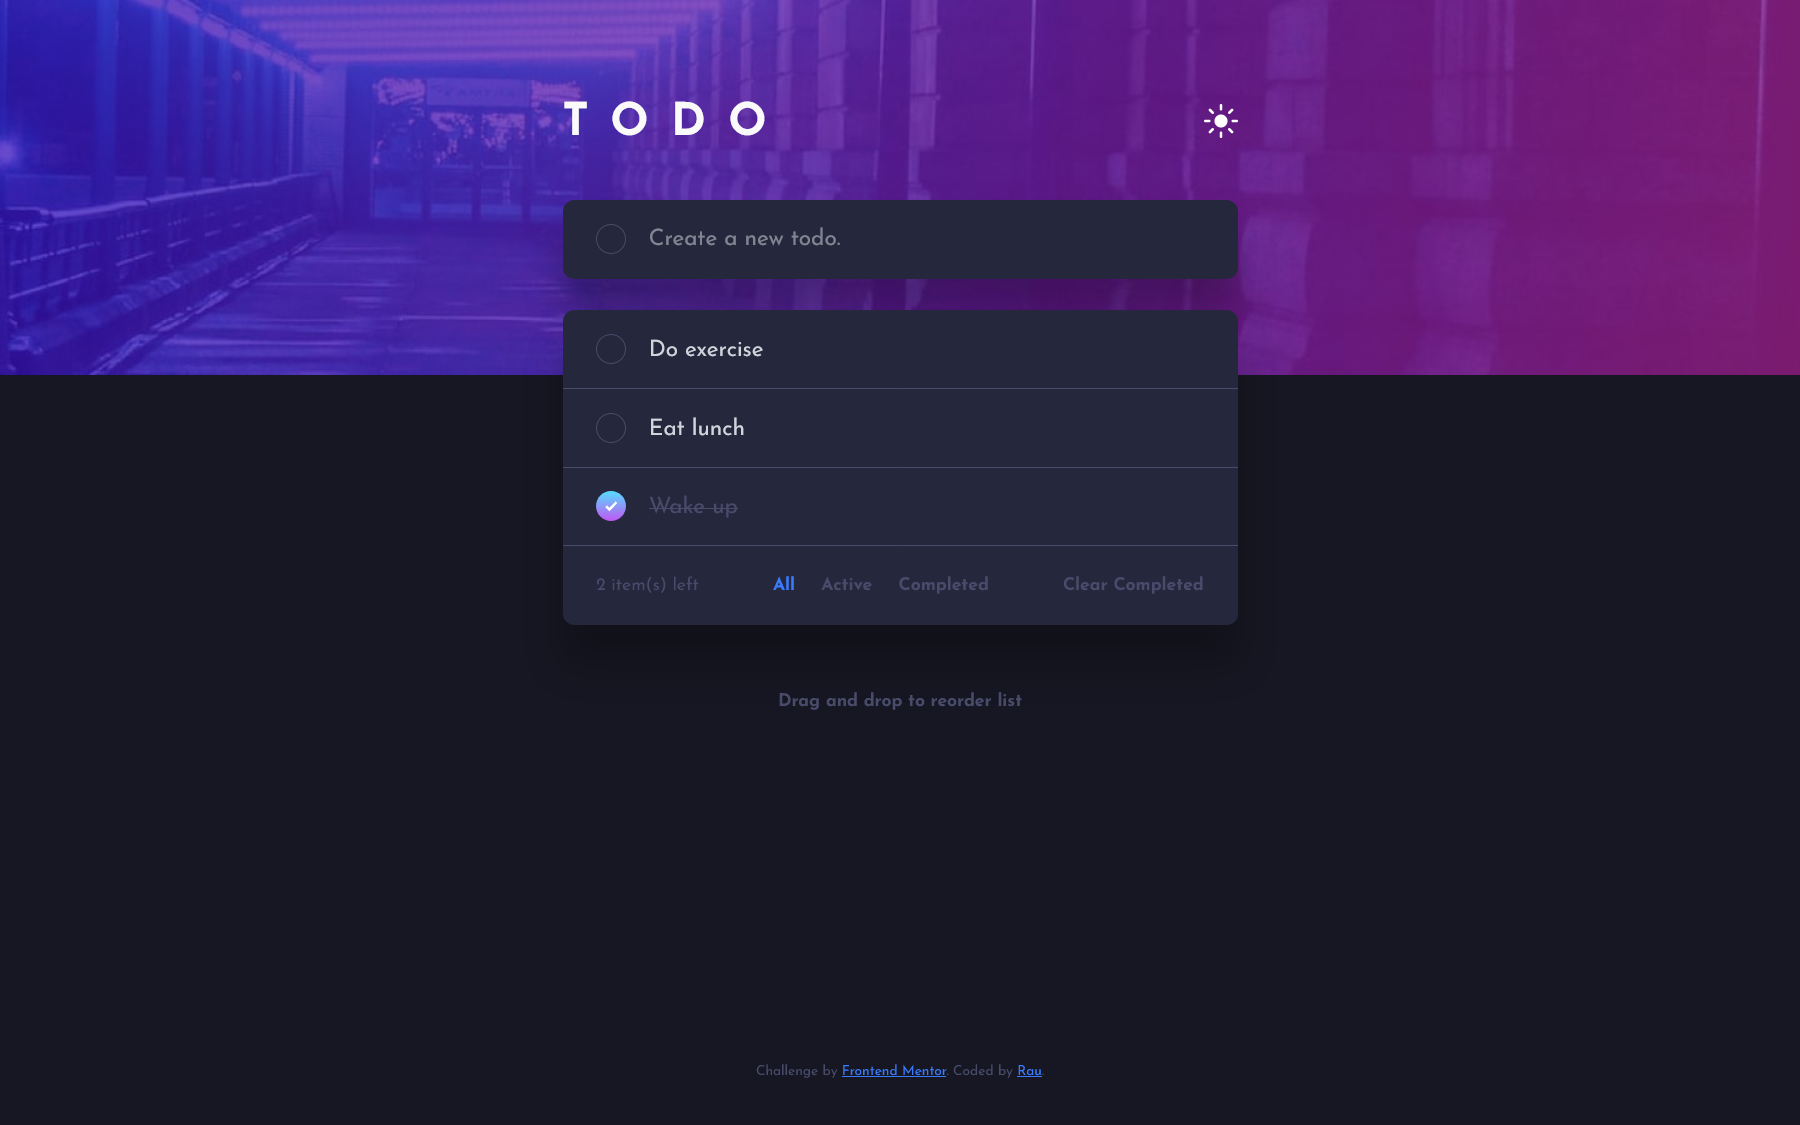 TODO
Create a new todo.
Do exercise
Eat lunch
Wake up
2 item(s) left All Active Completed Clear Completed
Drag and drop to reorder list
Challenge by Frontend Mentor. Coded by Rau.